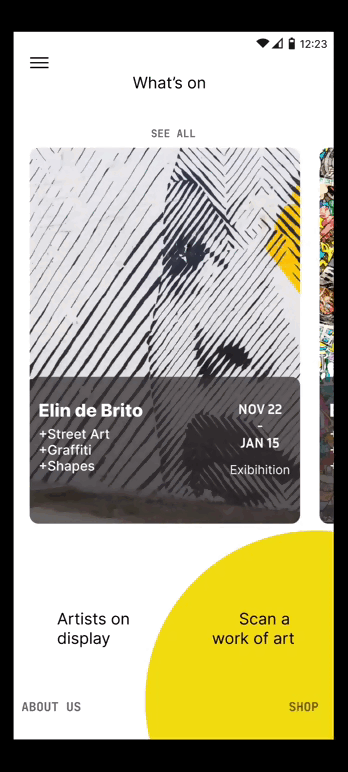 12:23
What's on
SEE ALL
Elin de Brito
+Street Art
+Graffiti
+Shapes
NOV 22
-
JAN 15
Exibihition
Artists on
display
Scan a
work of art
ABOUT US
SHOP